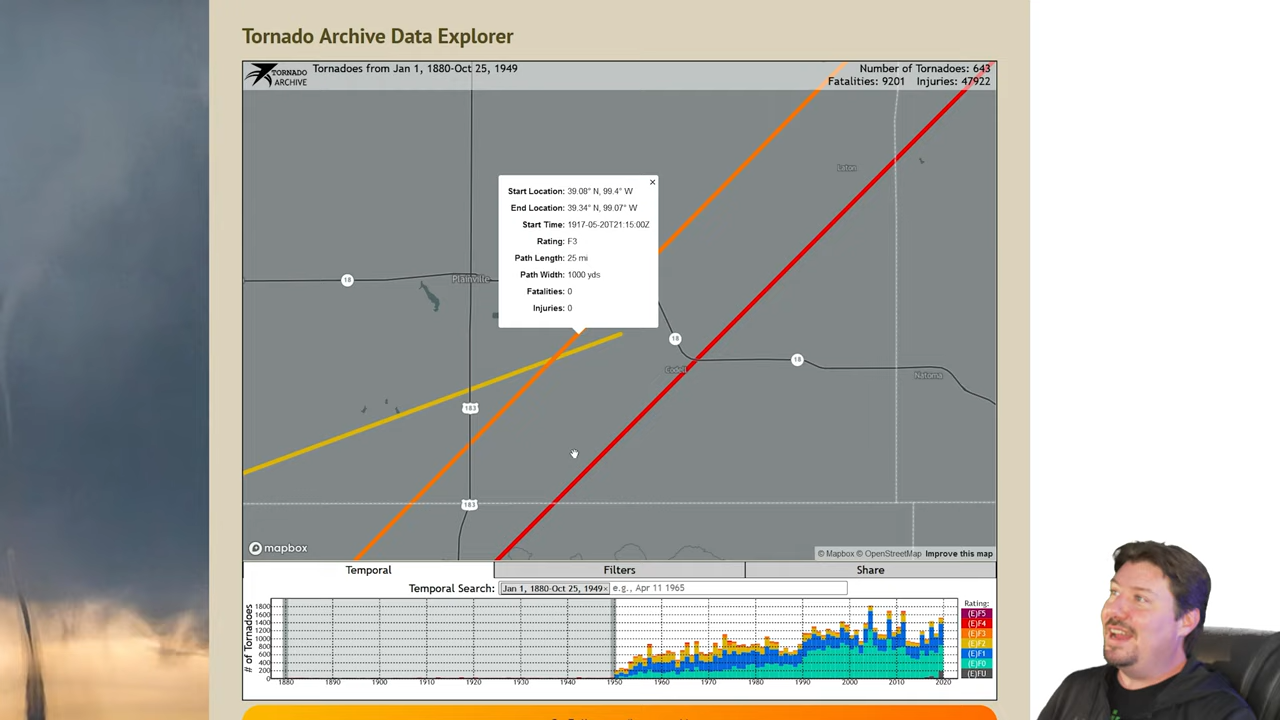 Tornado Archive Data Explorer
TORNADO
ARCHIVE
Tornadoes from Jan 1, 1880-Oct 25, 1949
Number of Tornadoes: 643
Fatalities: 9201 Injuries: 47922
×
Start Location: 39.08° N, 99.4° W
End Location: 39.34° N, 99.07° W
Start Time: 1917-05-20T21:15:00Z
Rating: F3
Path Length: 25 mi
Path Width: 1000 yds
Fatalities: 0
Injuries: 0
Luton
18
Plainville
18
18
Codell
Natoma
183
183
mapbox
© Mapbox © OpenStreetMap Improve this map
Temporal
Filters
Share
Temporal Search: Jan 1, 1880-Oct 25, 1949× e.g., Apr 11 1965
# of Tornadoes
1800
1600
1400
1200
1000
800
600
400
200
0
1880 1890 1900 1910 1920 1930 1940 1950 1960 1970 1980 1990 2000 2010 2020
Rating:
(E)F5
(E)F4
(E)F3
(E)F2
(E)F1
(E)F0
(E)FU